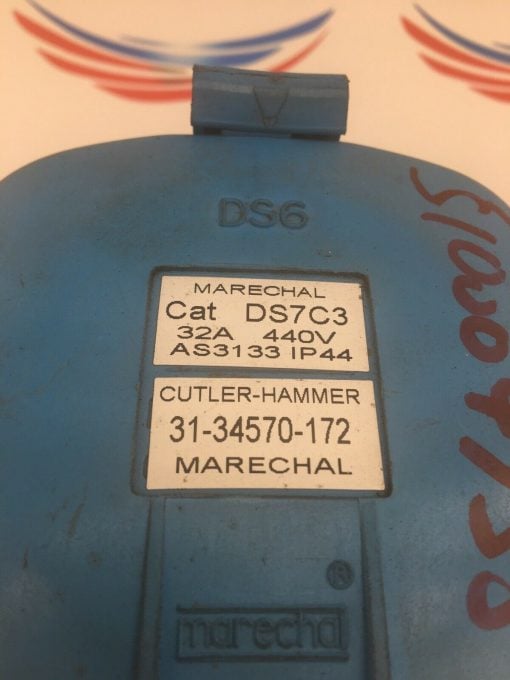 DS6
MARECHAL
Cat DS7C3
32A 440V
AS3133 IP44
CUTLER-HAMMER
31-34570-172
MARECHAL
®
marechal